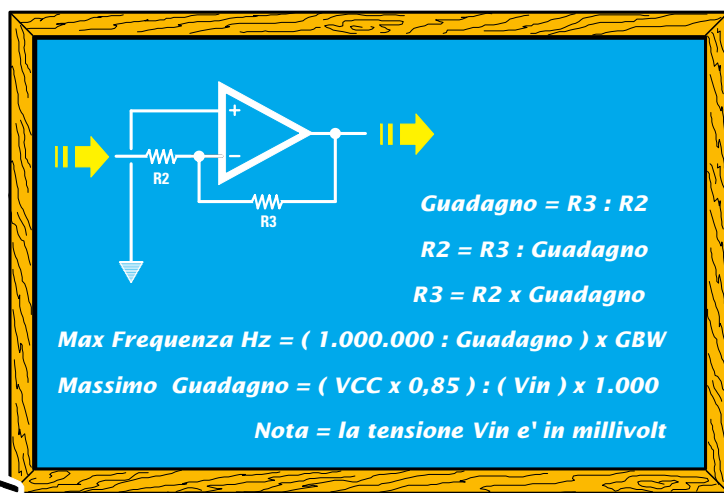 +
−
R2
R3
Guadagno = R3 : R2
R2 = R3 : Guadagno
R3 = R2 x Guadagno
Max Frequenza Hz = ( 1.000.000 : Guadagno ) x GBW
Massimo Guadagno = ( VCC x 0,85 ) : ( Vin ) x 1.000
Nota = la tensione Vin e' in millivolt